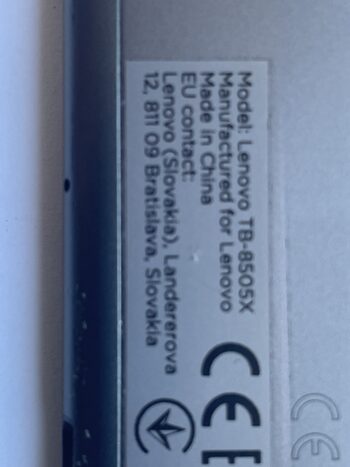 Model: Lenovo TB-8505X
Manufactured for Lenovo
Made in China
EU contact:
Lenovo (Slovakia), Landererova
12, 811 09 Bratislava, Slovakia
CE
CE